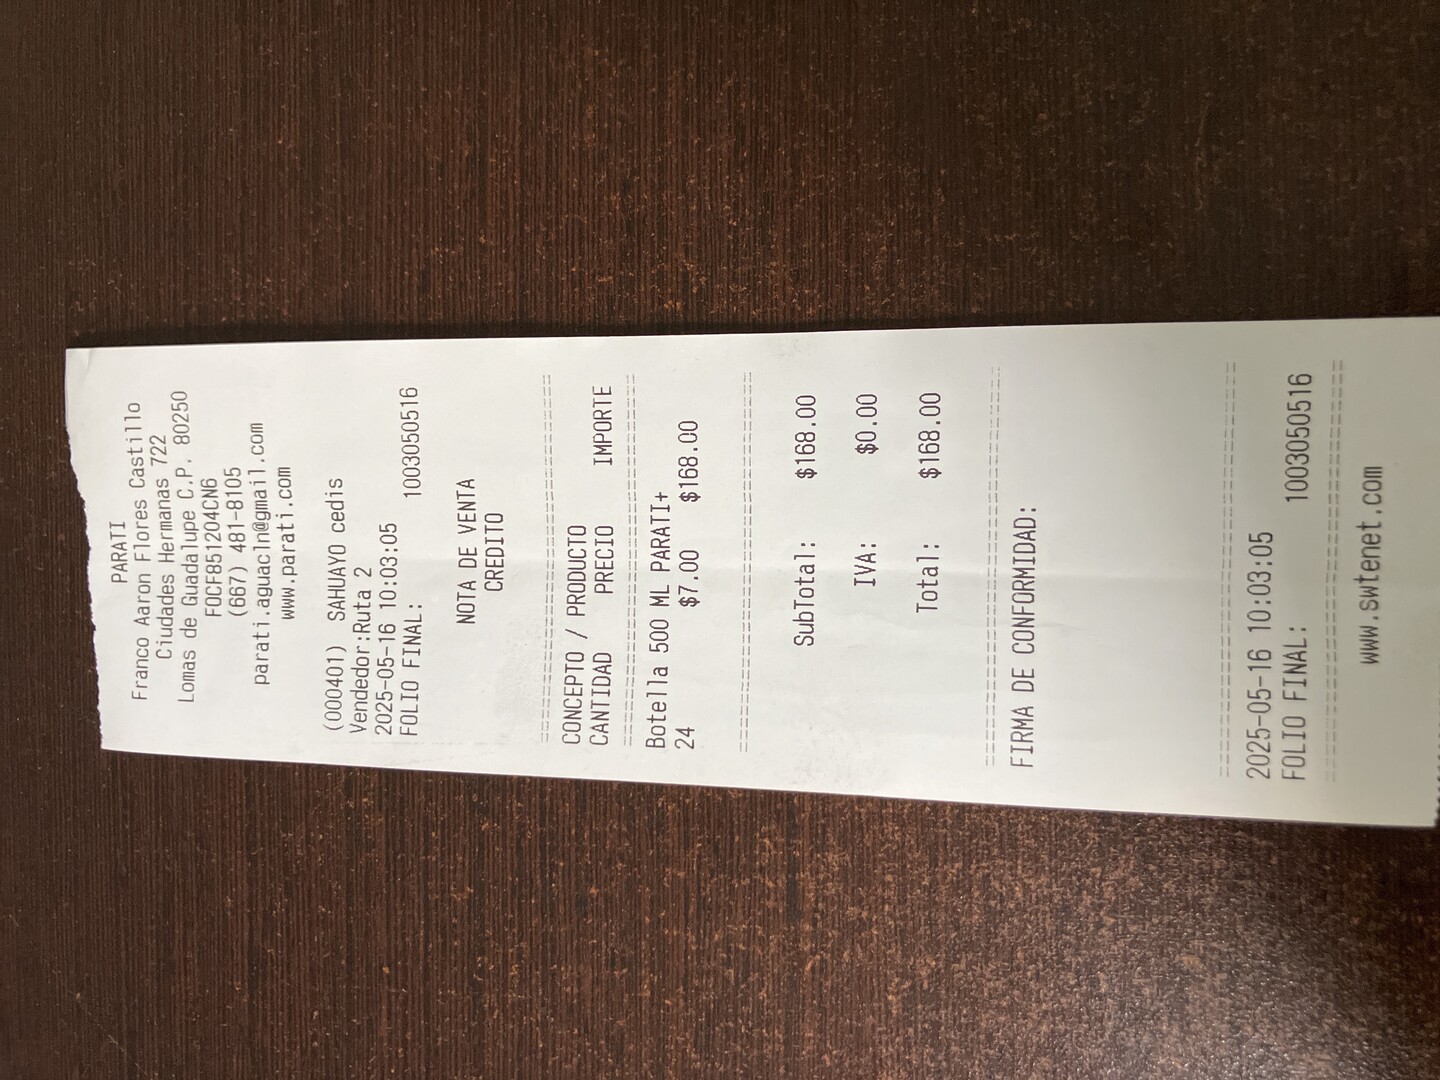 PARATI
Franco Aaron Flores Castillo
Ciudades Hermanas 722
Lomas de Guadalupe C.P. 80250
FOCF851204CN6
(667) 481-8105
parati.aguacln@gmail.com
www.parati.com
(000401) SAHUAYO cedis
Vendedor:Ruta 2
2025-05-16 10:03:05
FOLIO FINAL: 1003050516
NOTA DE VENTA
CREDITO
================================
CONCEPTO / PRODUCTO
CANTIDAD PRECIO IMPORTE
================================
Botella 500 ML PARATI+
24 $7.00 $168.00
================================
SubTotal: $168.00
IVA: $0.00
Total: $168.00
================================
FIRMA DE CONFORMIDAD:
================================
2025-05-16 10:03:05
FOLIO FINAL: 1003050516
================================
www.swtenet.com